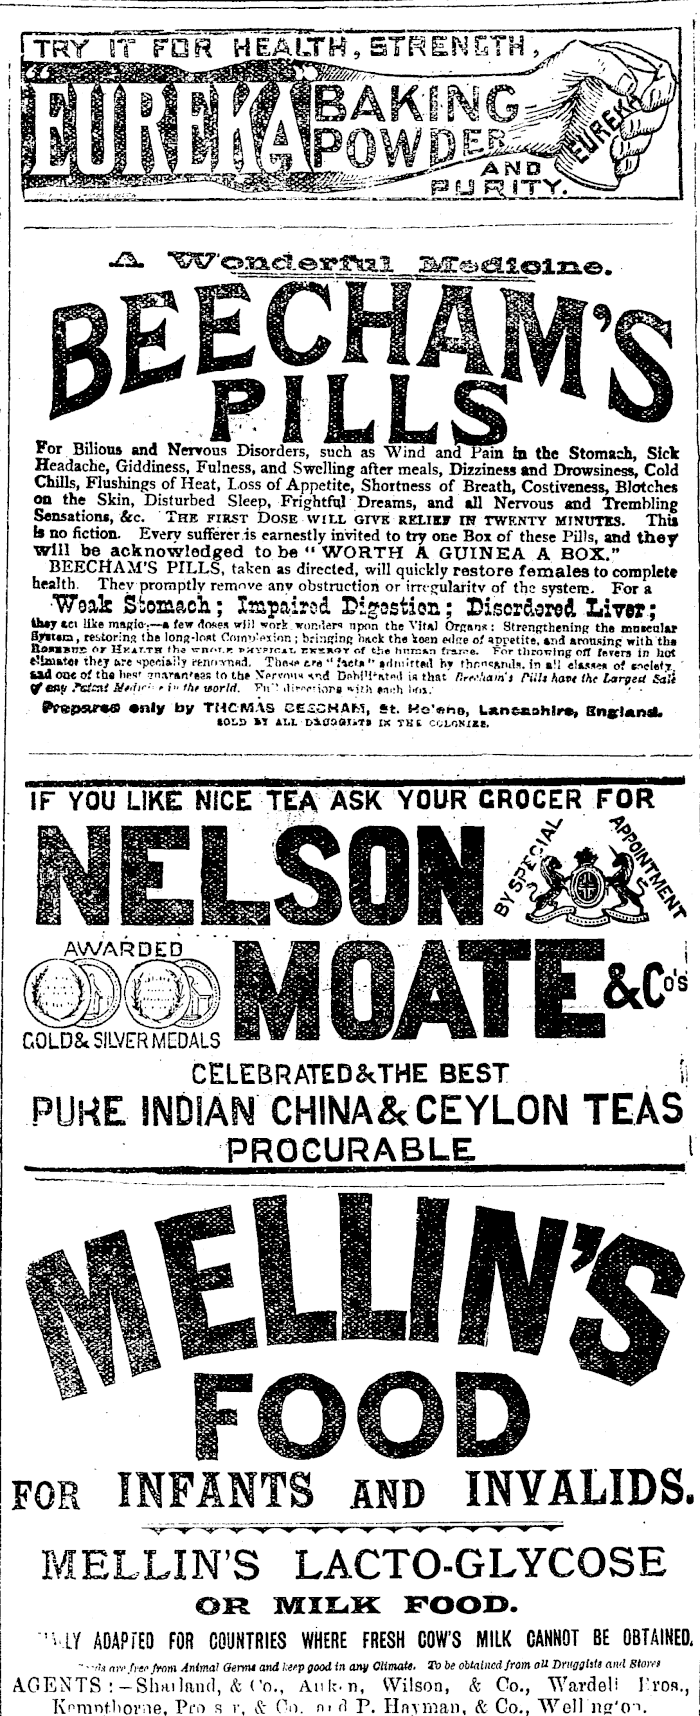 TRY IT FOR HEALTH, STRENGTH,
"EUREKA" BAKING
POWDER
EUREKA
AND
PURITY.
A Wonderful Medicine.
BEECHAM'S
PILLS
For Bilious and Nervous Disorders, such as Wind and Pain in the Stomach, Sick
Headache, Giddiness, Fulness, and Swelling after meals, Dizziness and Drowsiness, Cold
Chills, Flushings of Heat, Loss of Appetite, Shortness of Breath, Costiveness, Blotches
on the Skin, Disturbed Sleep, Frightful Dreams, and all Nervous and Trembling
Sensations, &c. THE FIRST DOSE WILL GIVE RELIEF IN TWENTY MINUTES. This
is no fiction. Every sufferer is earnestly invited to try one Box of these Pills, and they
will be acknowledged to be "WORTH A GUINEA A BOX."
BEECHAM'S PILLS, taken as directed, will quickly restore females to complete
health. They promptly remove any obstruction or irregularity of the system. For a
Weak Stomach; Impaired Digestion; Disordered Liver;
they act like magic:—a few doses will work wonders upon the Vital Organs: Strengthening the muscular
System, restoring the long-lost Complexion; bringing back the keen edge of appetite, and arousing with the
ROSEBUD OF HEALTH the WHOLE PHYSICAL ENERGY of the human frame. For throwing off fevers in hot
climates they are specially renowned. These are "facts" admitted by thousands, in all classes of society,
and one of the best guarantees to the Nervous and Debilitated is that Beecham's Pills have the Largest Sale
of any Patent Medicine in the world. Full directions with each box.
Prepared only by THOMAS BEECHAM, St. Helens, Lancashire, England.
SOLD BY ALL DRUGGISTS IN THE COLONIES.
IF YOU LIKE NICE TEA ASK YOUR GROCER FOR
NELSON
BY SPECIAL APPOINTMENT
MOATE & Co's
AWARDED
GOLD & SILVER MEDALS
CELEBRATED & THE BEST
PURE INDIAN CHINA & CEYLON TEAS
PROCURABLE
MELLIN'S
FOOD
FOR INFANTS AND INVALIDS.
MELLIN'S LACTO-GLYCOSE
OR MILK FOOD.
ADAPTED FOR COUNTRIES WHERE FRESH COW'S MILK CANNOT BE OBTAINED.
are free from Animal Germs and keep good in any Climate. To be obtained from all Druggists and Stores
AGENTS:—Sharland, & Co., Aitken, Wilson, & Co., Wardell Bros.,
Kempthorne, Prosser, & Co. and P. Hayman, & Co., Wellington.